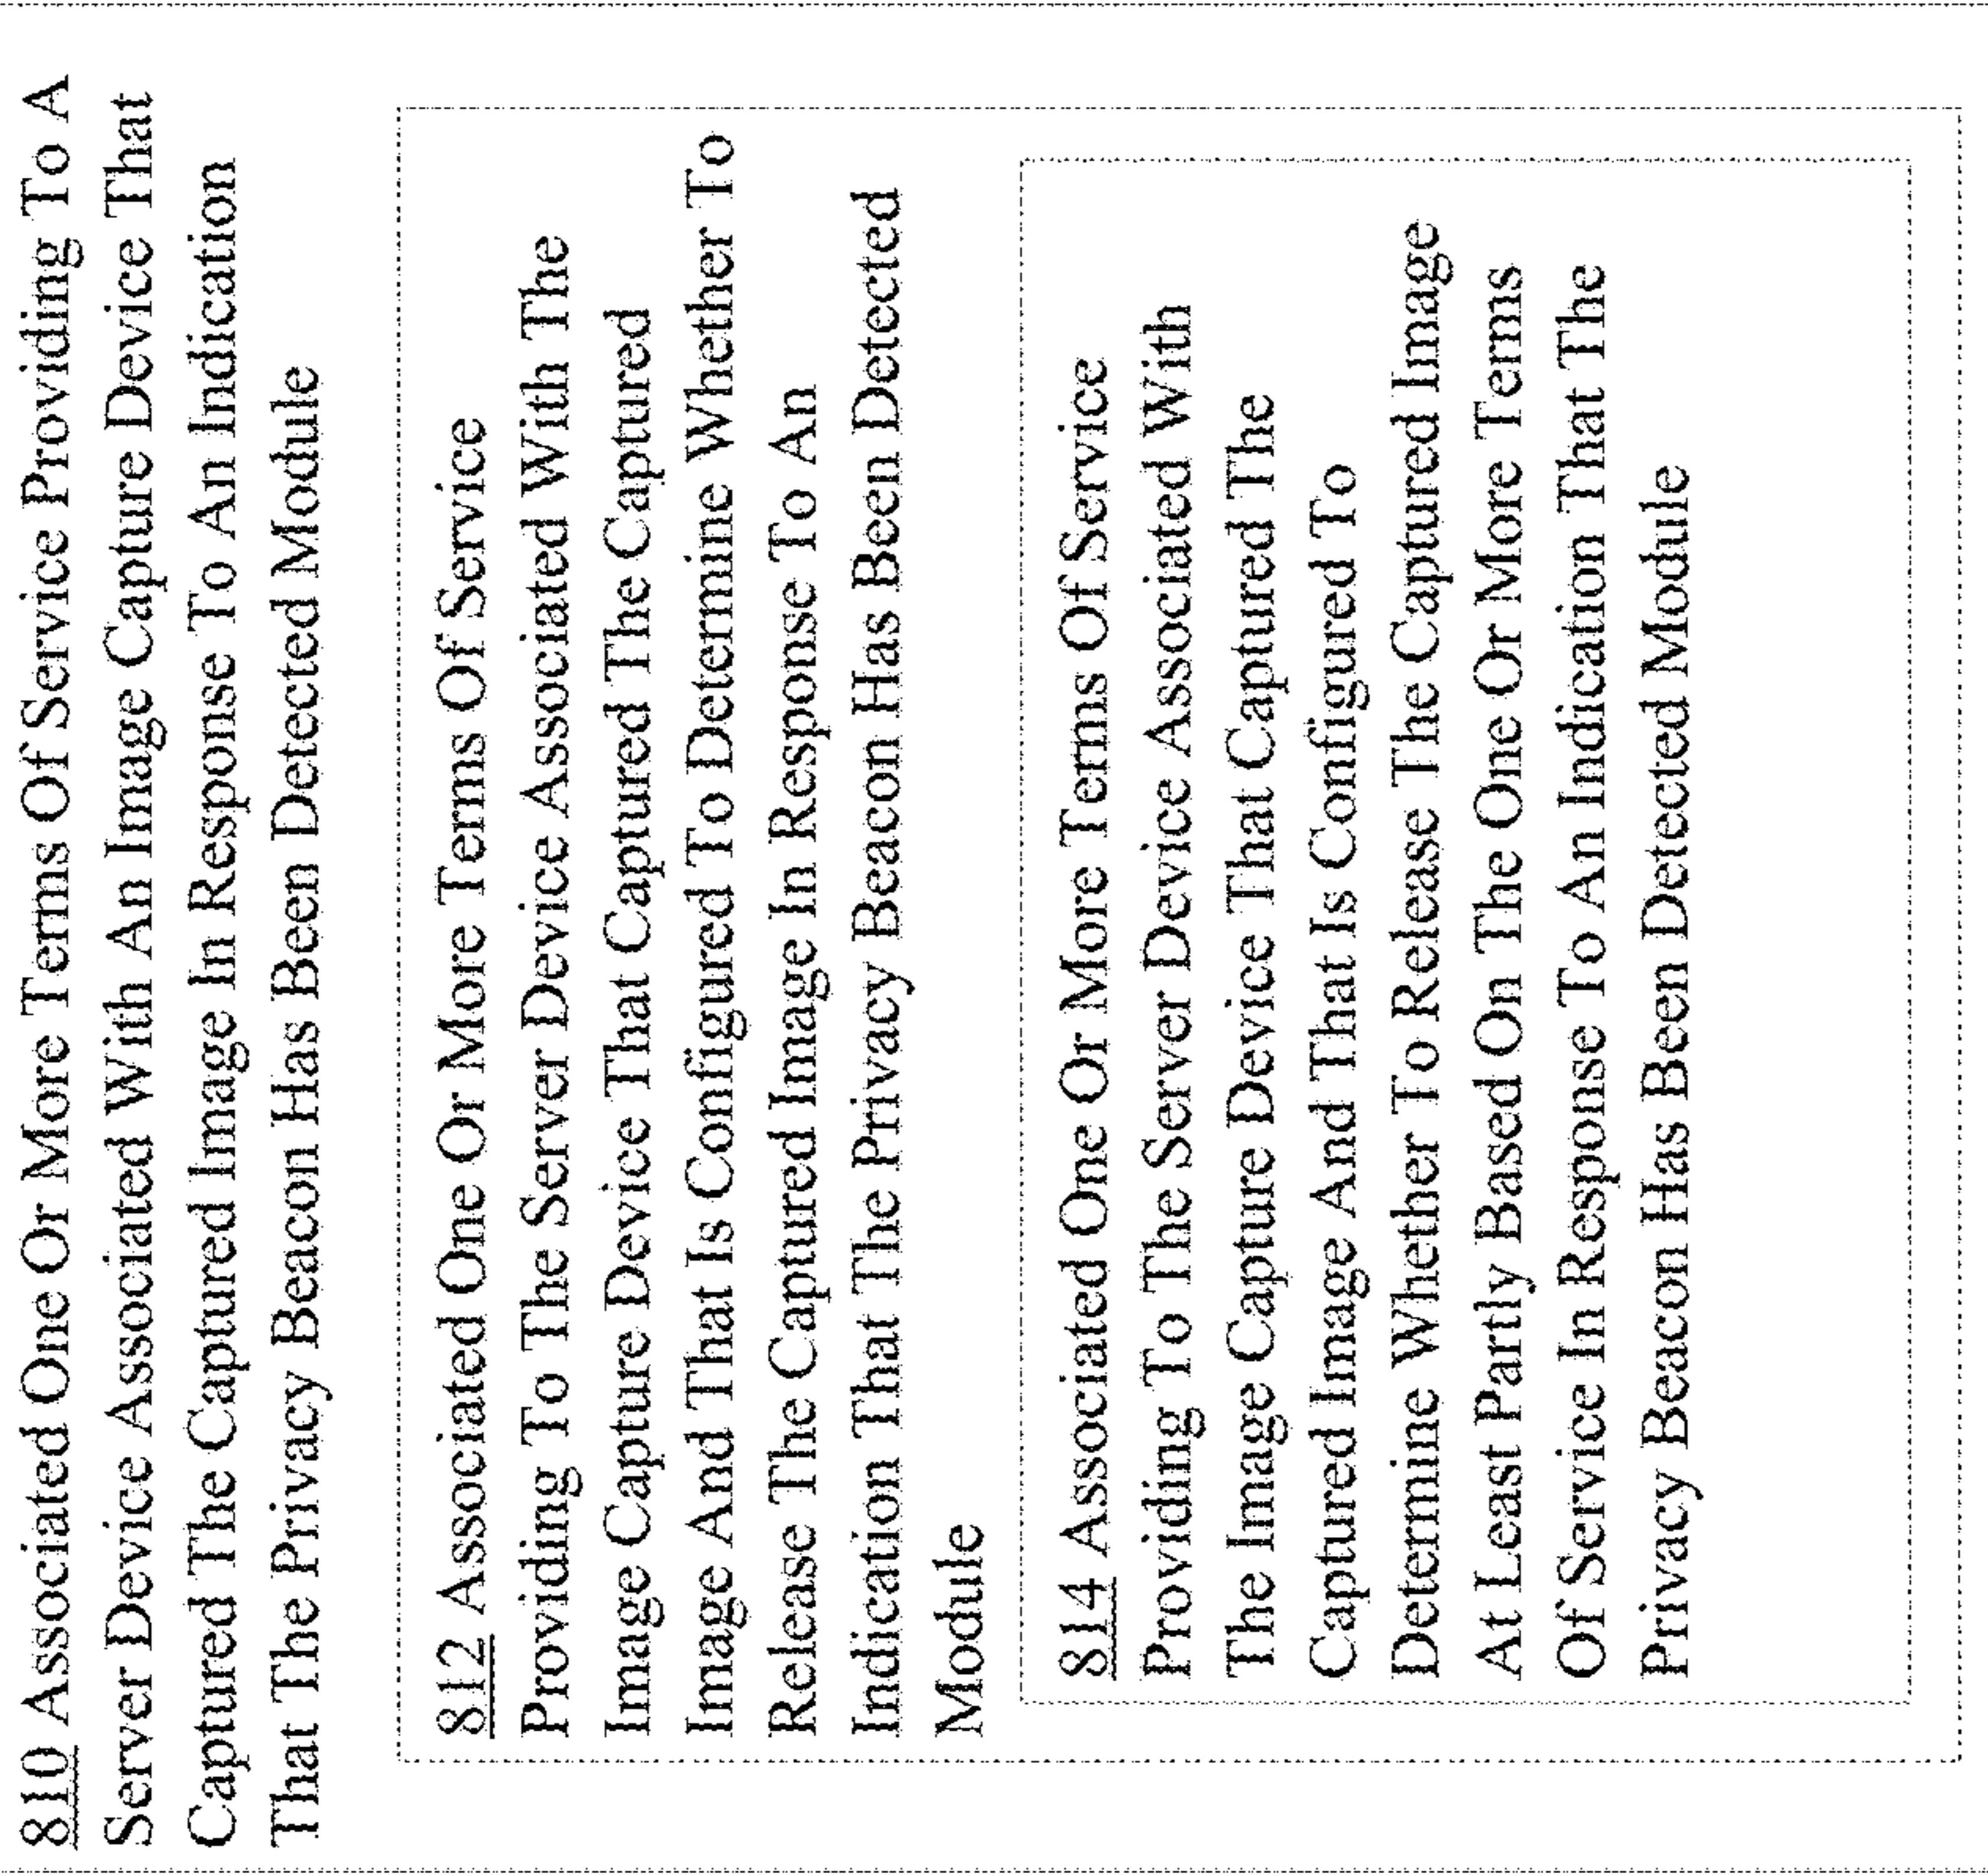 810 Associated One Or More Terms Of Service Providing To A
Server Device Associated With An Image Capture Device That
Captured The Captured Image In Response To An Indication
That The Privacy Beacon Has Been Detected Module
812 Associated One Or More Terms Of Service
Providing To The Server Device Associated With The
Image Capture Device That Captured The Captured
Image And That Is Configured To Determine Whether To
Release The Captured Image In Response To An
Indication That The Privacy Beacon Has Been Detected
Module
814 Associated One Or More Terms Of Service
Providing To The Server Device Associated With
The Image Capture Device That Captured The
Captured Image And That Is Configured To
Determine Whether To Release The Captured Image
At Least Partly Based On The One Or More Terms
Of Service In Response To An Indication That The
Privacy Beacon Has Been Detected Module